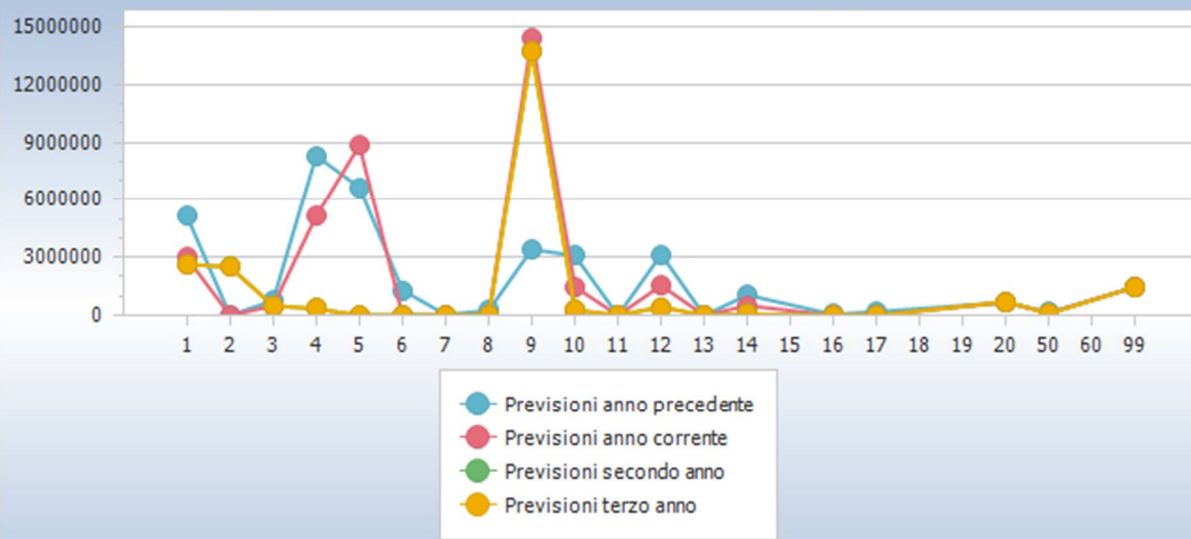 15000000
12000000
9000000
6000000
3000000
0
1 2 3 4 5 6 7 8 9 10 11 12 13 14 15 16 17 18 19 20 50 60 99
Previsioni anno precedente
Previsioni anno corrente
Previsioni secondo anno
Previsioni terzo anno